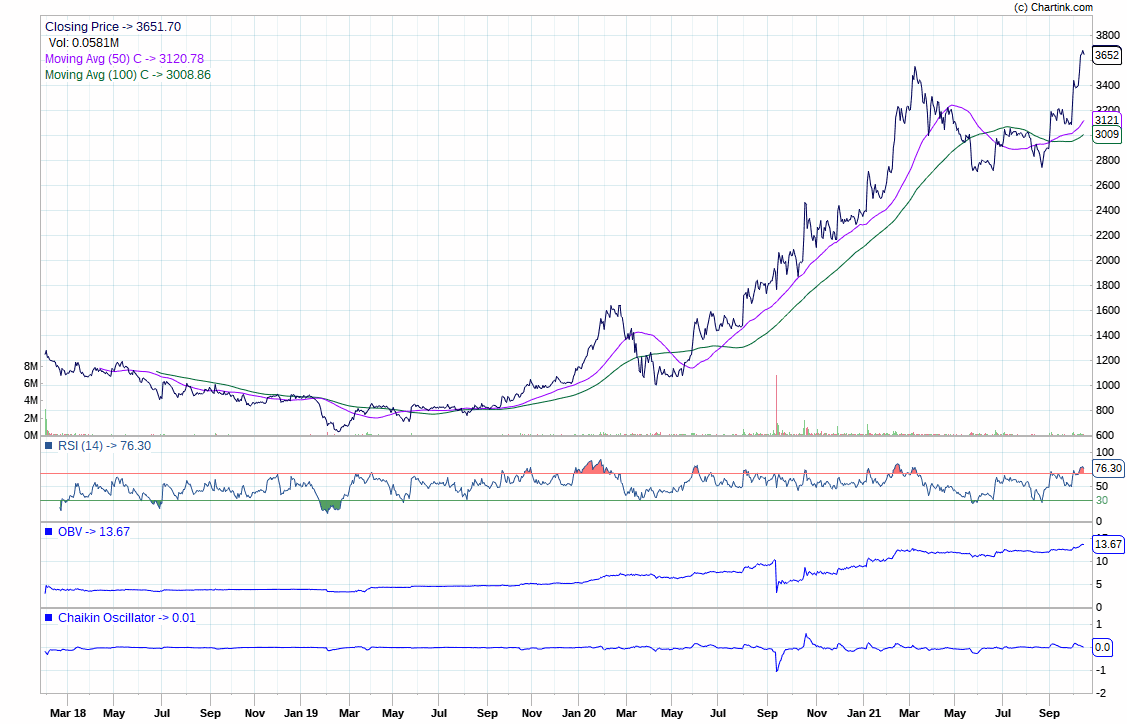 (c) Chartink.com
Closing Price -> 3651.70
Vol: 0.0581M
Moving Avg (50) C -> 3120.78
Moving Avg (100) C -> 3008.86
3800
3652
3400
3200
3121
3009
2800
2600
2400
2200
2000
1800
1600
1400
1200
1000
800
600
8M
6M
4M
2M
0M
RSI (14) -> 76.30
100
76.30
50
30
0
OBV -> 13.67
13.67
10
5
0
Chaikin Oscillator -> 0.01
1
0.0
-1
-2
Mar 18 May Jul Sep Nov Jan 19 Mar May Jul Sep Nov Jan 20 Mar May Jul Sep Nov Jan 21 Mar May Jul Sep